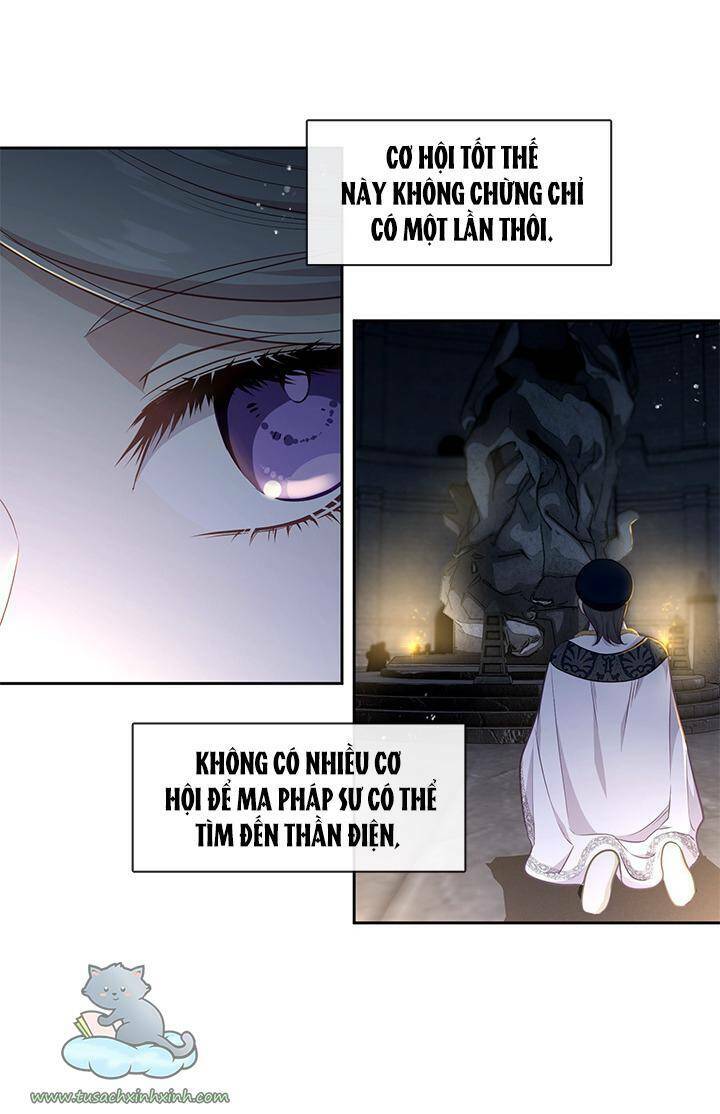 CƠ HỘI TỐT THẾ
NÀY KHÔNG CHỪNG CHỈ
CÓ MỘT LẦN THÔI.
KHÔNG CÓ NHIỀU CƠ
HỘI ĐỂ MA PHÁP SƯ CÓ THỂ
TÌM ĐẾN THẦN ĐIỆN,
www.tusachxinhxinh.com